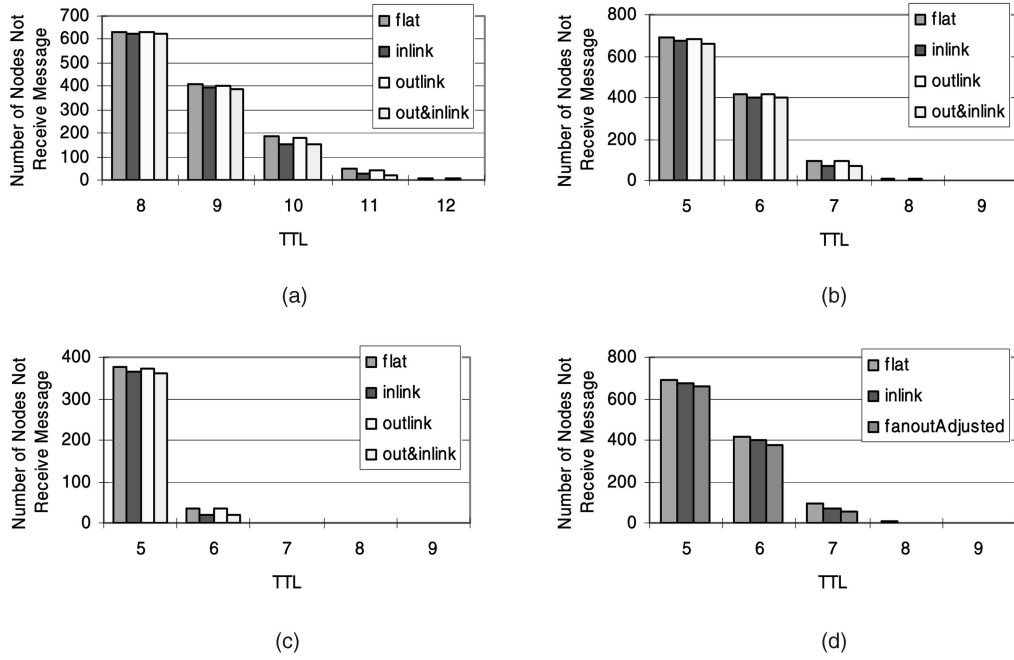 Number of Nodes Not
Receive Message
700
600
500
400
300
200
100
0
8 9 10 11 12
TTL
flat
inlink
outlink
out&inlink
(a)
Number of Nodes Not
Receive Message
800
600
400
200
0
5 6 7 8 9
TTL
flat
inlink
outlink
out&inlink
(b)
Number of Nodes Not
Receive Message
400
300
200
100
0
5 6 7 8 9
TTL
flat
inlink
outlink
out&inlink
(c)
Number of Nodes Not
Receive Message
800
600
400
200
0
5 6 7 8 9
TTL
flat
inlink
fanoutAdjusted
(d)